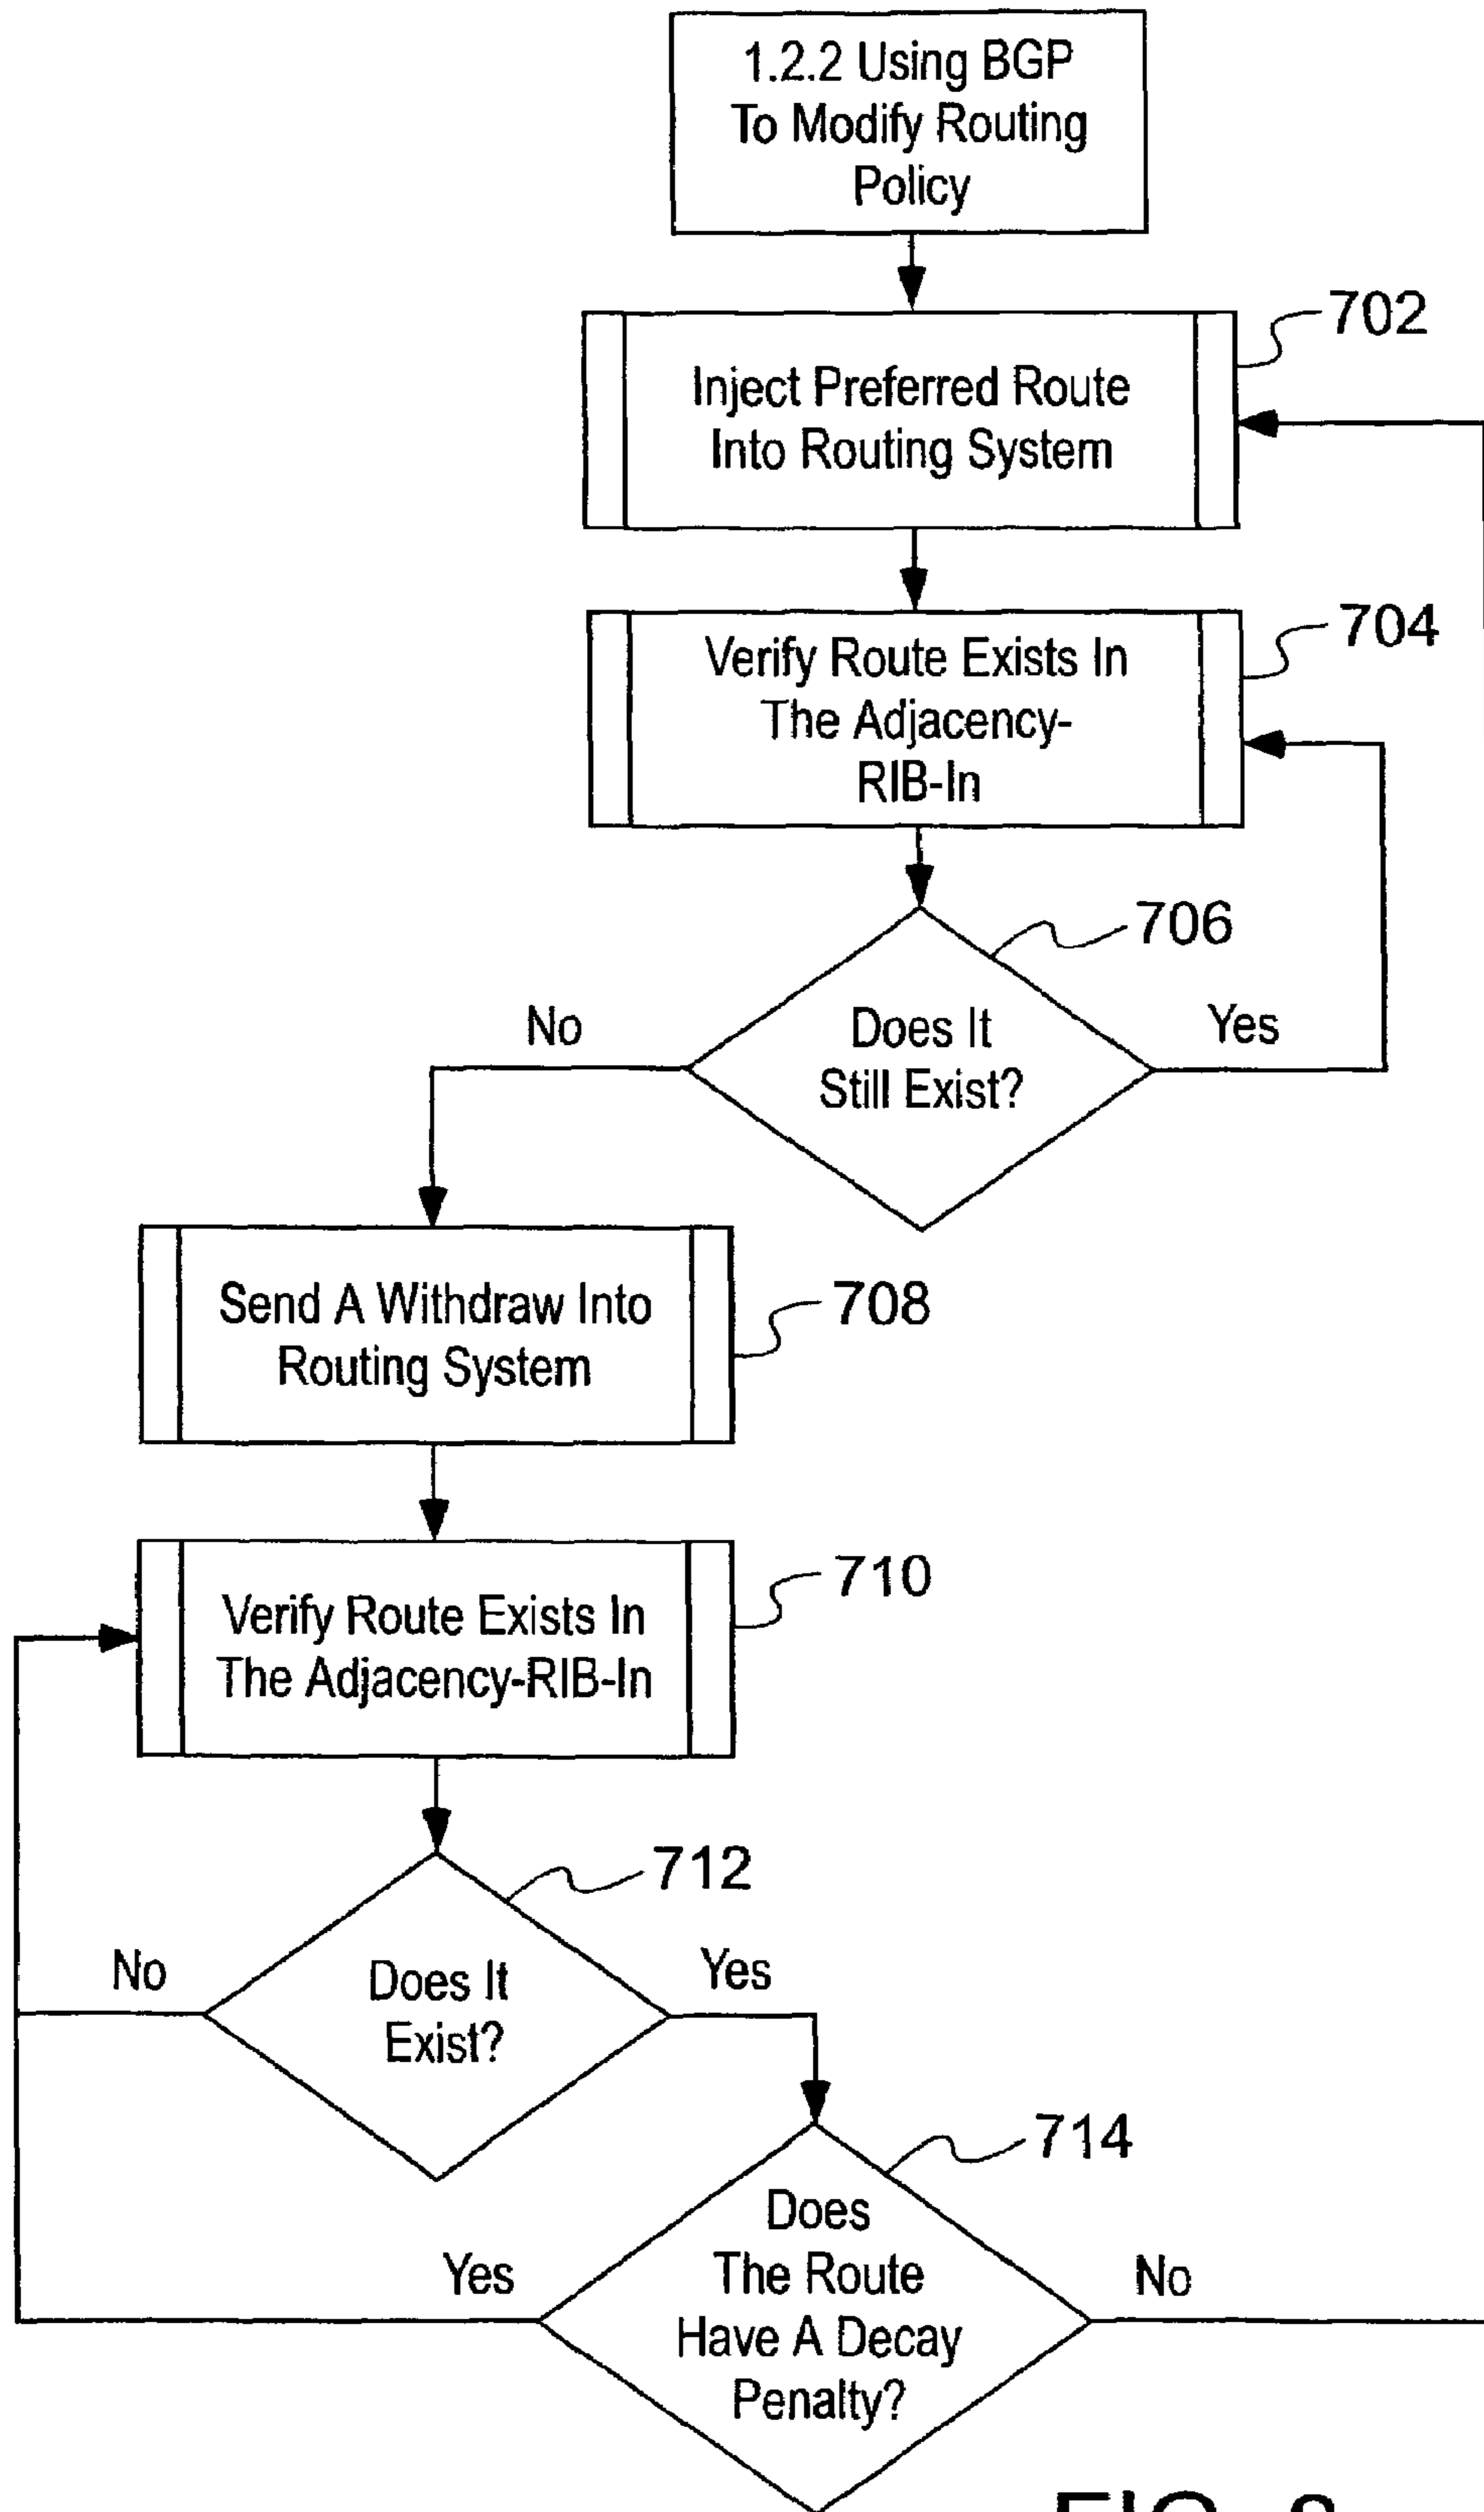 1.2.2 Using BGP
To Modify Routing
Policy
702
Inject Preferred Route
Into Routing System
704
Verify Route Exists In
The Adjacency-
RIB-In
706
No
Does It
Still Exist?
Yes
708
Send A Withdraw Into
Routing System
710
Verify Route Exists In
The Adjacency-RIB-In
712
No
Does It
Exist?
Yes
714
Does
The Route
Have A Decay
Penalty?
Yes
No